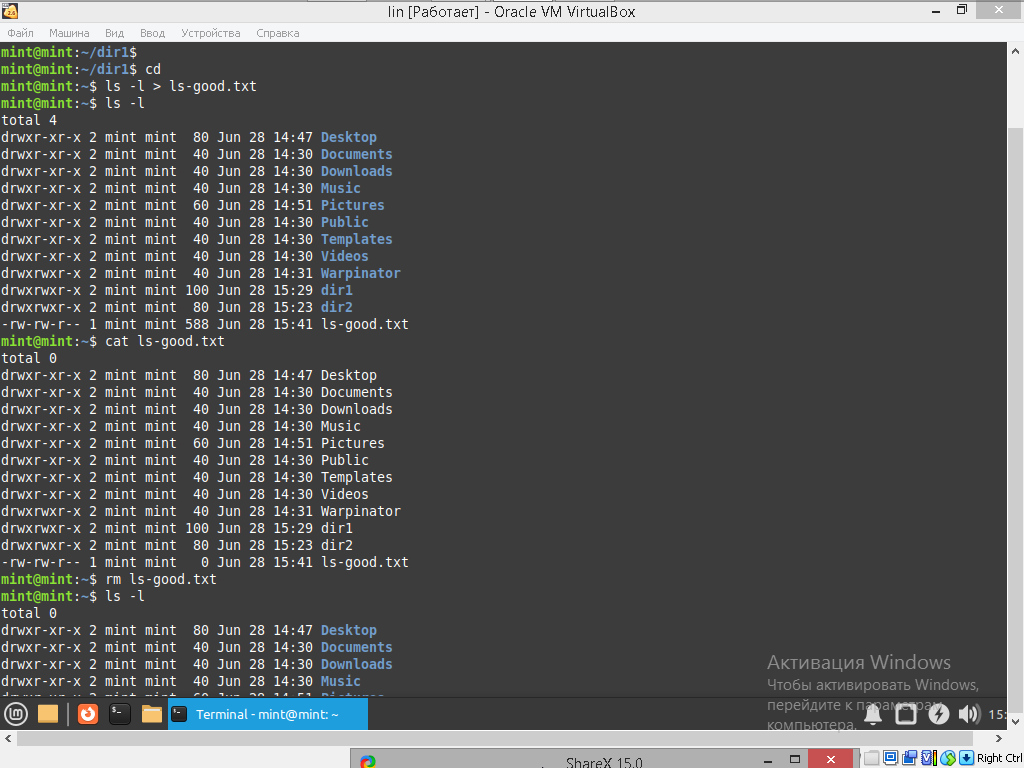 lin [Работает] - Oracle VM VirtualBox
Файл Машина Вид Ввод Устройства Справка
mint@mint:~/dir1$
mint@mint:~/dir1$ cd
mint@mint:~$ ls -l > ls-good.txt
mint@mint:~$ ls -l
total 4
drwxr-xr-x 2 mint mint  80 Jun 28 14:47 Desktop
drwxr-xr-x 2 mint mint  40 Jun 28 14:30 Documents
drwxr-xr-x 2 mint mint  40 Jun 28 14:30 Downloads
drwxr-xr-x 2 mint mint  40 Jun 28 14:30 Music
drwxr-xr-x 2 mint mint  60 Jun 28 14:51 Pictures
drwxr-xr-x 2 mint mint  40 Jun 28 14:30 Public
drwxr-xr-x 2 mint mint  40 Jun 28 14:30 Templates
drwxr-xr-x 2 mint mint  40 Jun 28 14:30 Videos
drwxrwxr-x 2 mint mint  40 Jun 28 14:31 Warpinator
drwxrwxr-x 2 mint mint 100 Jun 28 15:29 dir1
drwxrwxr-x 2 mint mint  80 Jun 28 15:23 dir2
-rw-rw-r-- 1 mint mint 588 Jun 28 15:41 ls-good.txt
mint@mint:~$ cat ls-good.txt
total 0
drwxr-xr-x 2 mint mint  80 Jun 28 14:47 Desktop
drwxr-xr-x 2 mint mint  40 Jun 28 14:30 Documents
drwxr-xr-x 2 mint mint  40 Jun 28 14:30 Downloads
drwxr-xr-x 2 mint mint  40 Jun 28 14:30 Music
drwxr-xr-x 2 mint mint  60 Jun 28 14:51 Pictures
drwxr-xr-x 2 mint mint  40 Jun 28 14:30 Public
drwxr-xr-x 2 mint mint  40 Jun 28 14:30 Templates
drwxr-xr-x 2 mint mint  40 Jun 28 14:30 Videos
drwxrwxr-x 2 mint mint  40 Jun 28 14:31 Warpinator
drwxrwxr-x 2 mint mint 100 Jun 28 15:29 dir1
drwxrwxr-x 2 mint mint  80 Jun 28 15:23 dir2
-rw-rw-r-- 1 mint mint   0 Jun 28 15:41 ls-good.txt
mint@mint:~$ rm ls-good.txt
mint@mint:~$ ls -l
total 0
drwxr-xr-x 2 mint mint  80 Jun 28 14:47 Desktop
drwxr-xr-x 2 mint mint  40 Jun 28 14:30 Documents
drwxr-xr-x 2 mint mint  40 Jun 28 14:30 Downloads
drwxr-xr-x 2 mint mint  40 Jun 28 14:30 Music
Активация Windows
Чтобы активировать Windows,
перейдите к параметрам
компьютера.
Terminal - mint@mint: ~
15:
ShareX 15.0
Right Ctrl